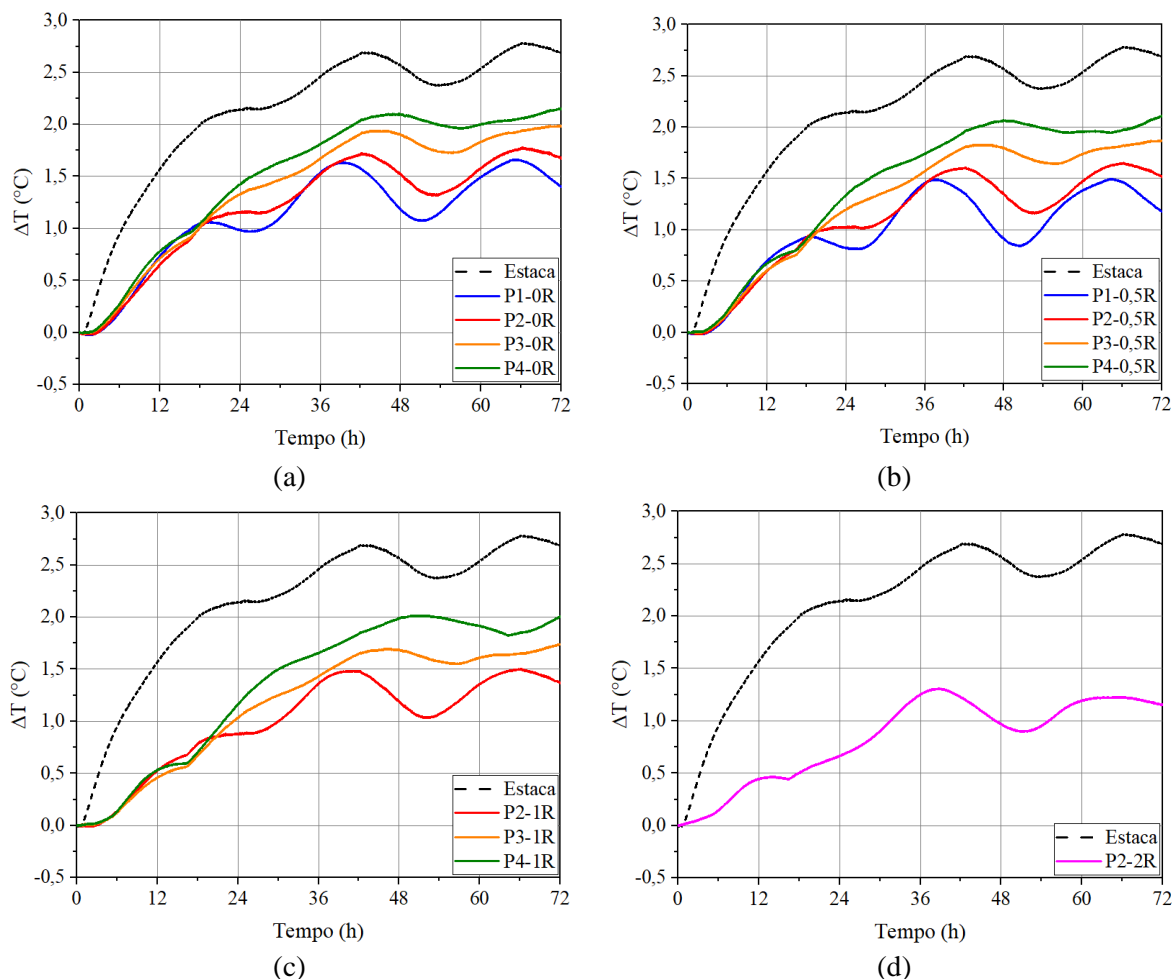 3,0
2,5
2,0
1,5
1,0
0,5
0,0
-0,5
ΔT (°C)
0 12 24 36 48 60 72
Tempo (h)
Estaca
P1-0R
P2-0R
P3-0R
P4-0R
(a)
3,0
2,5
2,0
1,5
1,0
0,5
0,0
-0,5
ΔT (°C)
0 12 24 36 48 60 72
Tempo (h)
Estaca
P1-0,5R
P2-0,5R
P3-0,5R
P4-0,5R
(b)
3,0
2,5
2,0
1,5
1,0
0,5
0,0
-0,5
ΔT (°C)
0 12 24 36 48 60 72
Tempo (h)
Estaca
P2-1R
P3-1R
P4-1R
(c)
3,0
2,5
2,0
1,5
1,0
0,5
0,0
-0,5
ΔT (°C)
0 12 24 36 48 60 72
Tempo (h)
Estaca
P2-2R
(d)